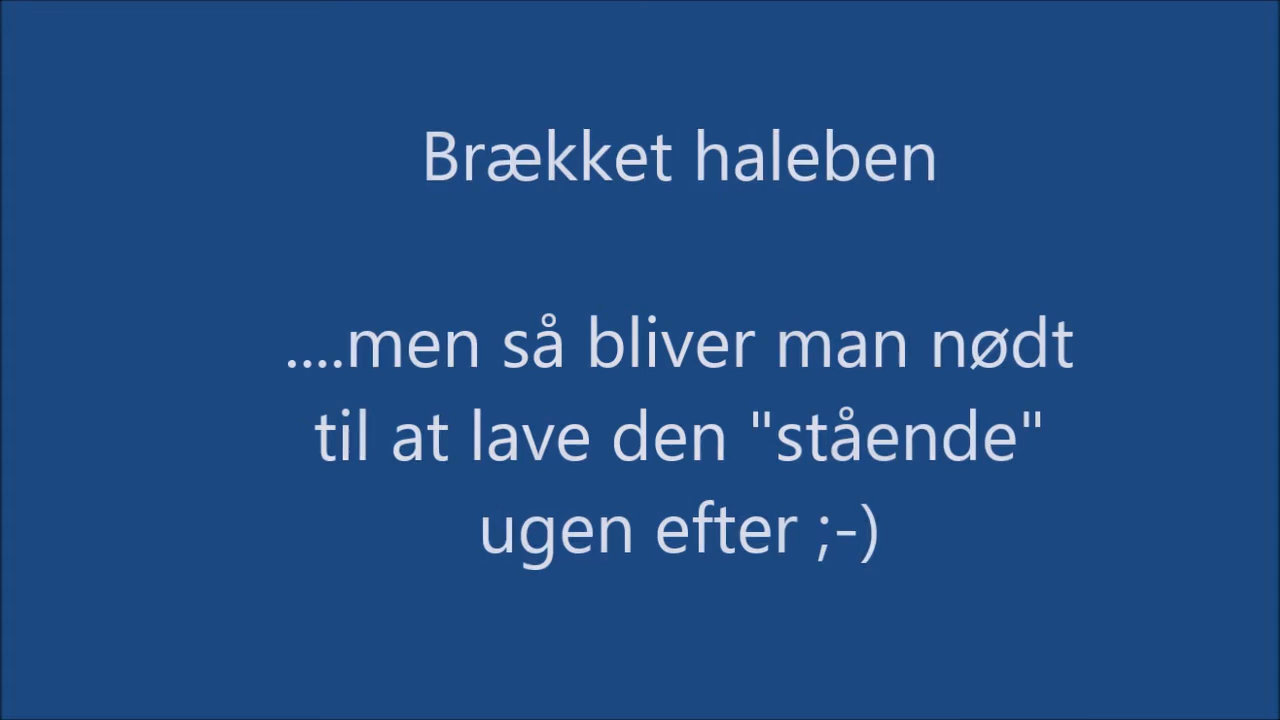 Brækket haleben
....men så bliver man nødt
til at lave den "stående"
ugen efter ;-)